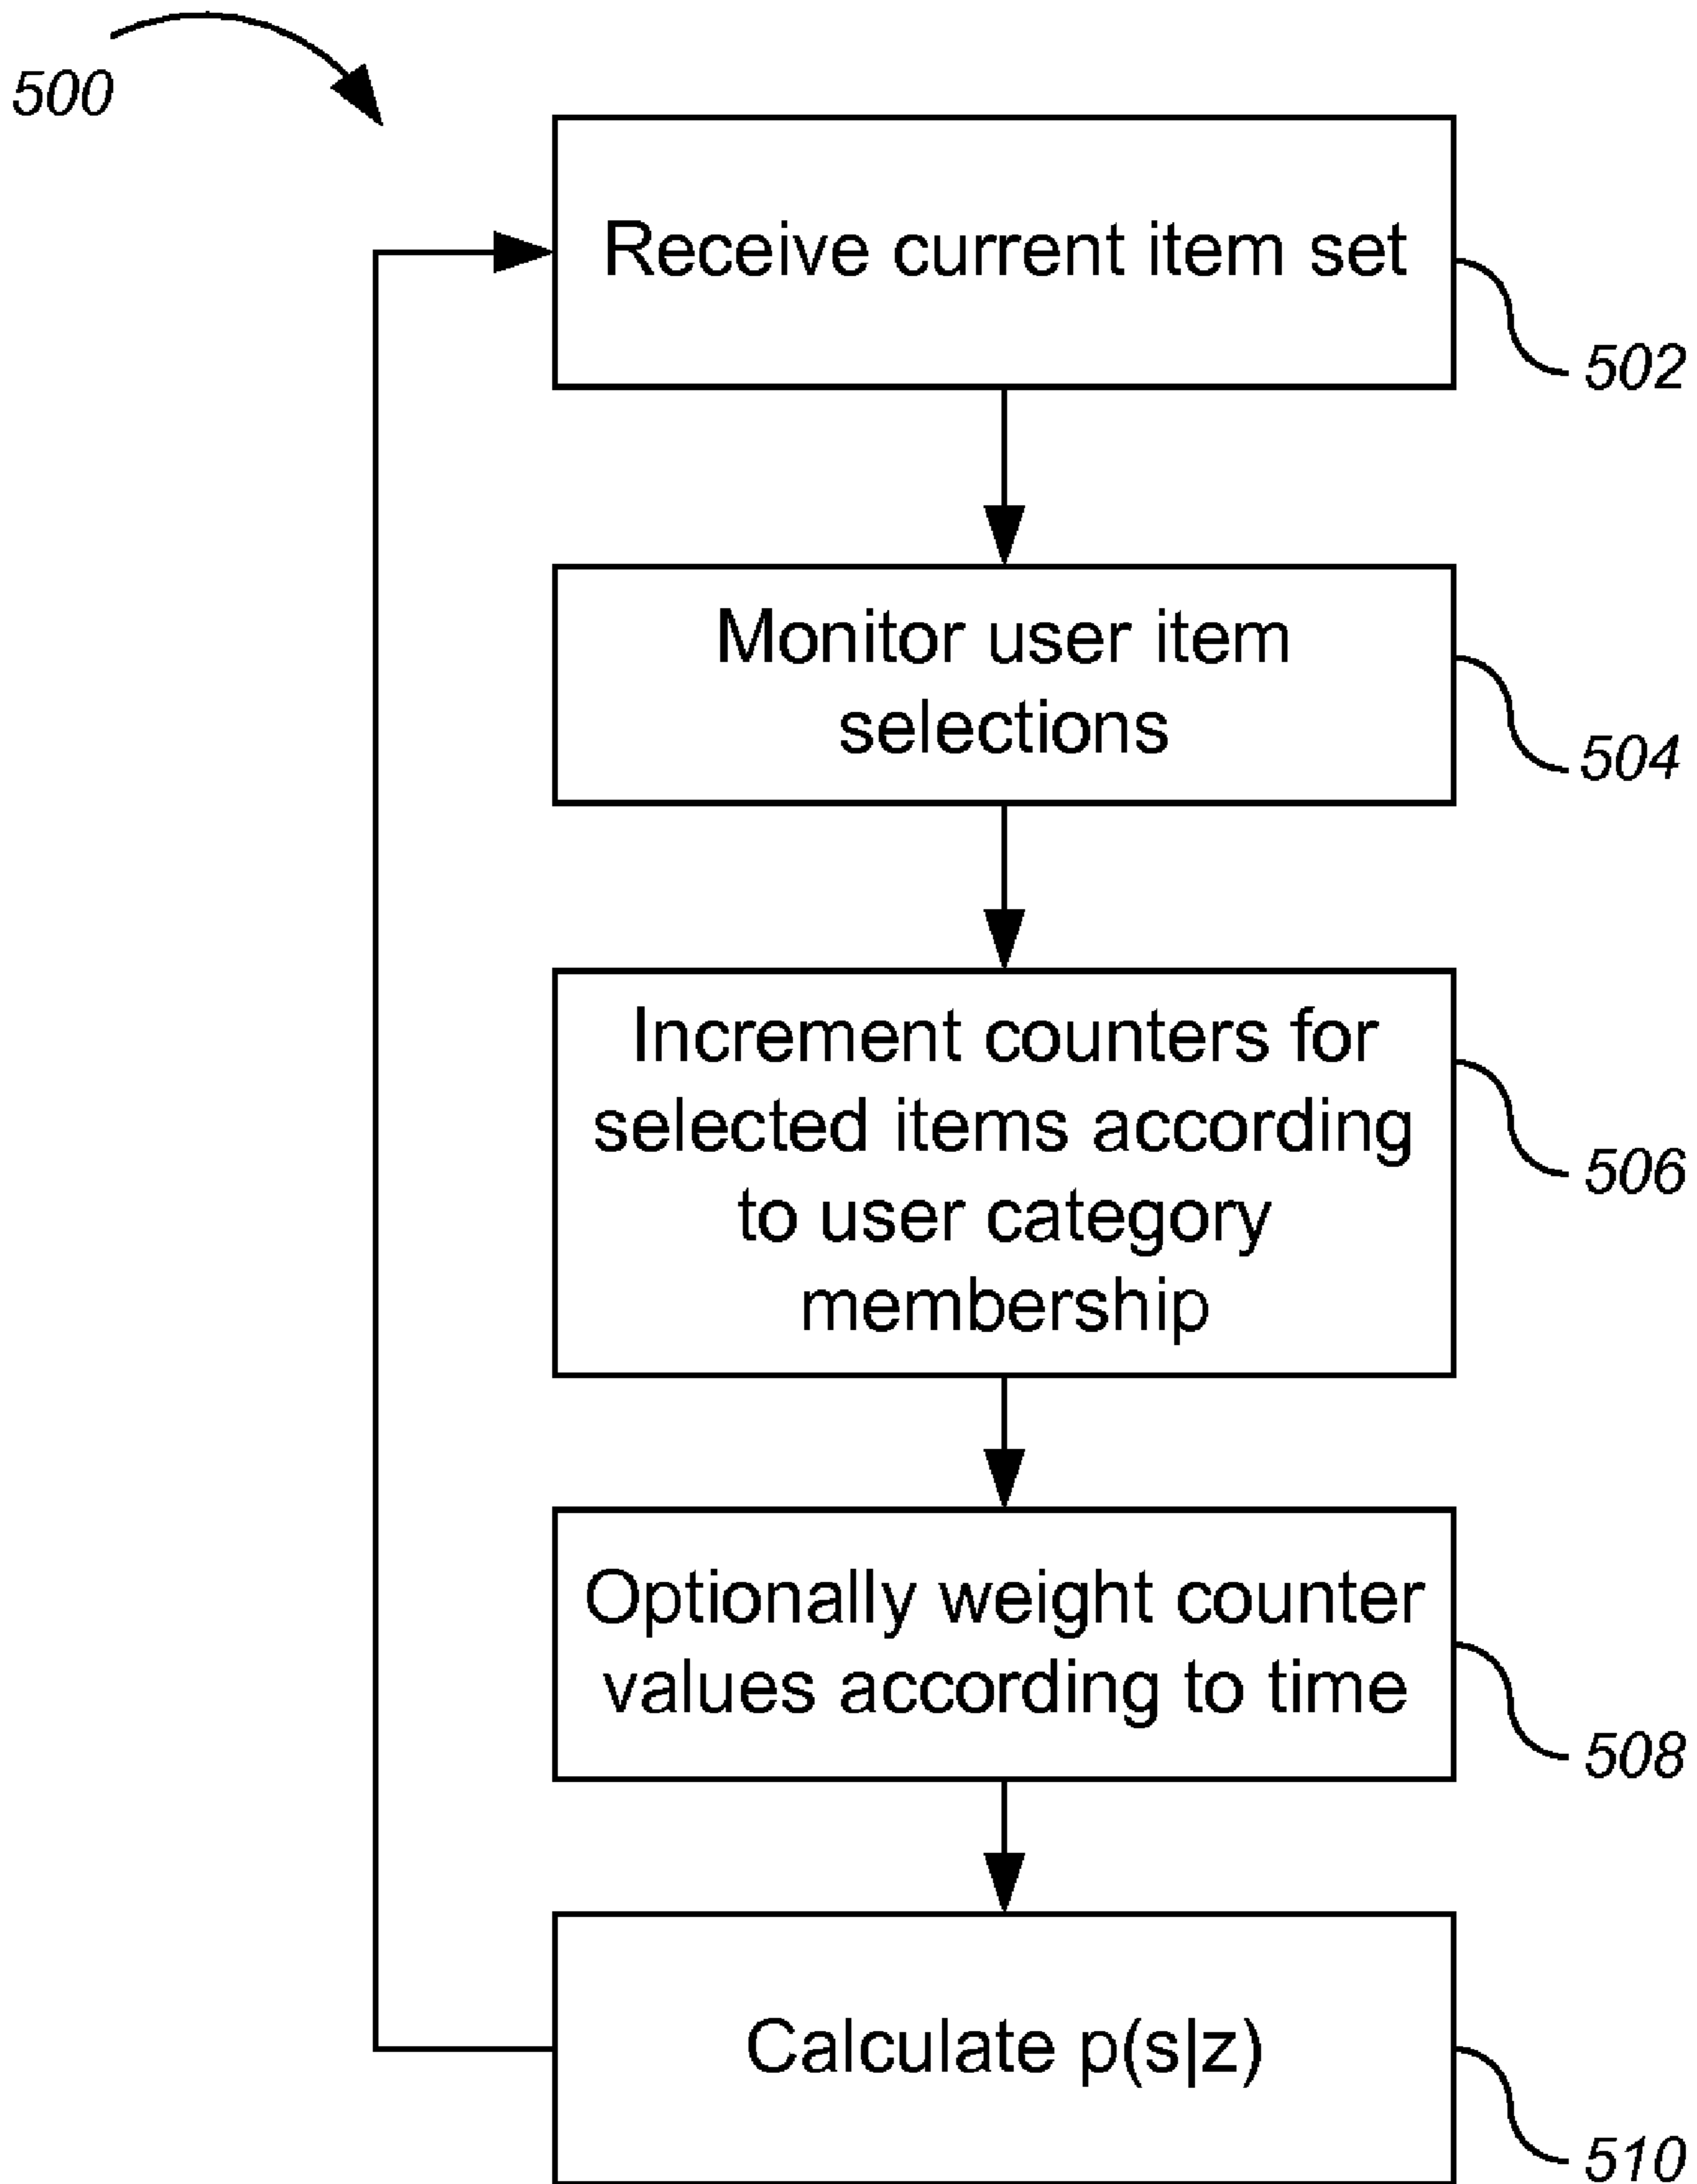 500
Receive current item set
502
Monitor user item
selections
504
Increment counters for
selected items according
to user category
membership
506
Optionally weight counter
values according to time
508
Calculate p(s|z)
510